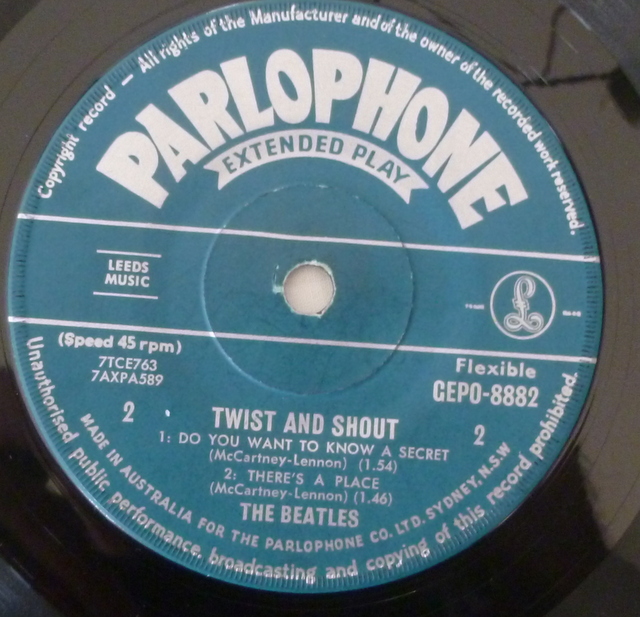 Copyright record — All rights of the Manufacturer and of the owner of the recorded work reserved.
PARLOPHONE
EXTENDED PLAY
LEEDS
MUSIC
(Speed 45 rpm)
7TCE763
7AXPA589
Flexible
GEPO-8882
2
2
TWIST AND SHOUT
1: DO YOU WANT TO KNOW A SECRET
(McCartney-Lennon) (1.54)
2: THERE'S A PLACE
(McCartney-Lennon) (1.46)
THE BEATLES
MADE IN AUSTRALIA FOR THE PARLOPHONE CO. LTD. SYDNEY, N.S.W
Unauthorised public performance, broadcasting and copying of this record prohibited.